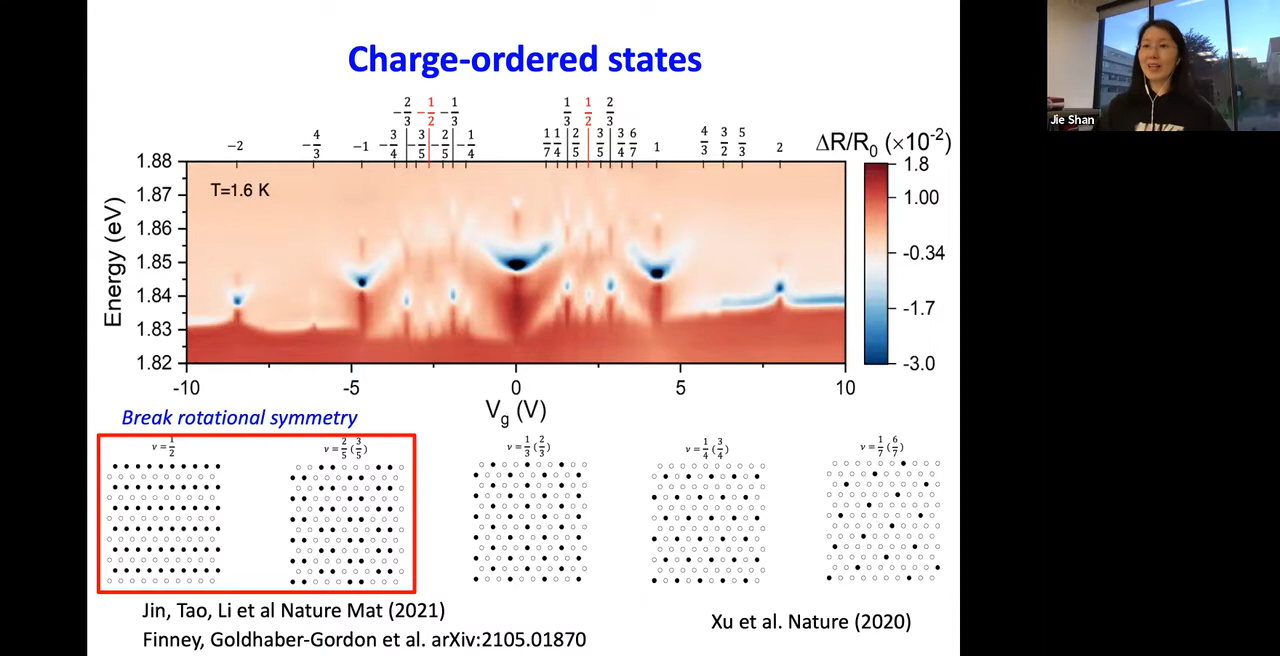 Charge-ordered states
Jie Shan
-2/3 -1/2 -1/3 1/3 1/2 2/3
-2 -4/3 -1 -3/4 -3/5 -2/5 -1/4 1/7 1/4 2/5 3/5 3/4 6/7 1 4/3 3/2 5/3 2
ΔR/R₀ (×10⁻²)
T=1.6 K
Energy (eV)
1.88
1.87
1.86
1.85
1.84
1.83
1.82
1.8
1.00
-0.34
-1.7
-3.0
-10 -5 0 5 10
Vg (V)
Break rotational symmetry
ν = 1/2
ν = 2/5 (3/5)
ν = 1/3 (2/3)
ν = 1/4 (3/4)
ν = 1/7 (6/7)
Jin, Tao, Li et al Nature Mat (2021)
Finney, Goldhaber-Gordon et al. arXiv:2105.01870
Xu et al. Nature (2020)